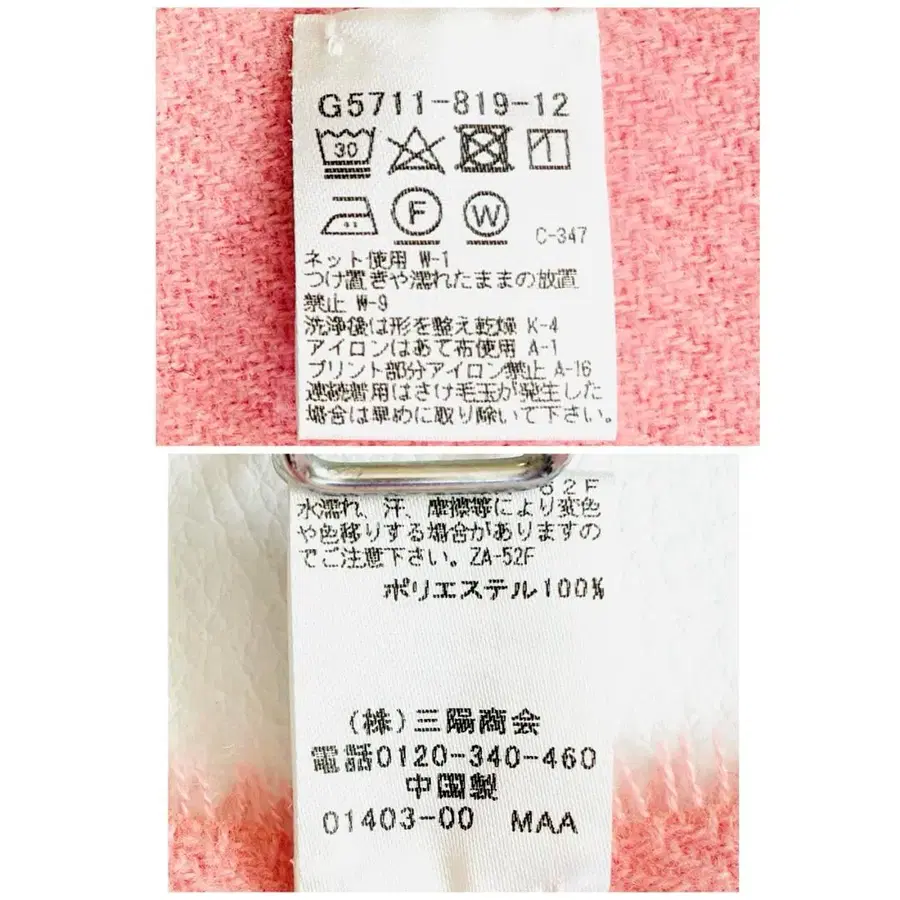 G5711-819-12
30
F W
C-347
ネット使用 W-1
つけ置きや濡れたままの放置
禁止 W-9
洗浄後は形を整え乾燥 K-4
アイロンはあて布使用 A-1
プリント部分アイロン禁止 A-16
連続着用はさけ毛玉が発生した
場合は早めに取り除いて下さい。
62F
水濡れ、汗、摩擦等により変色
や色移りする場合がありますの
でご注意下さい。ZA-52F
ポリエステル100%
(株)三陽商会
電話0120-340-460
中国製
01403-00 MAA